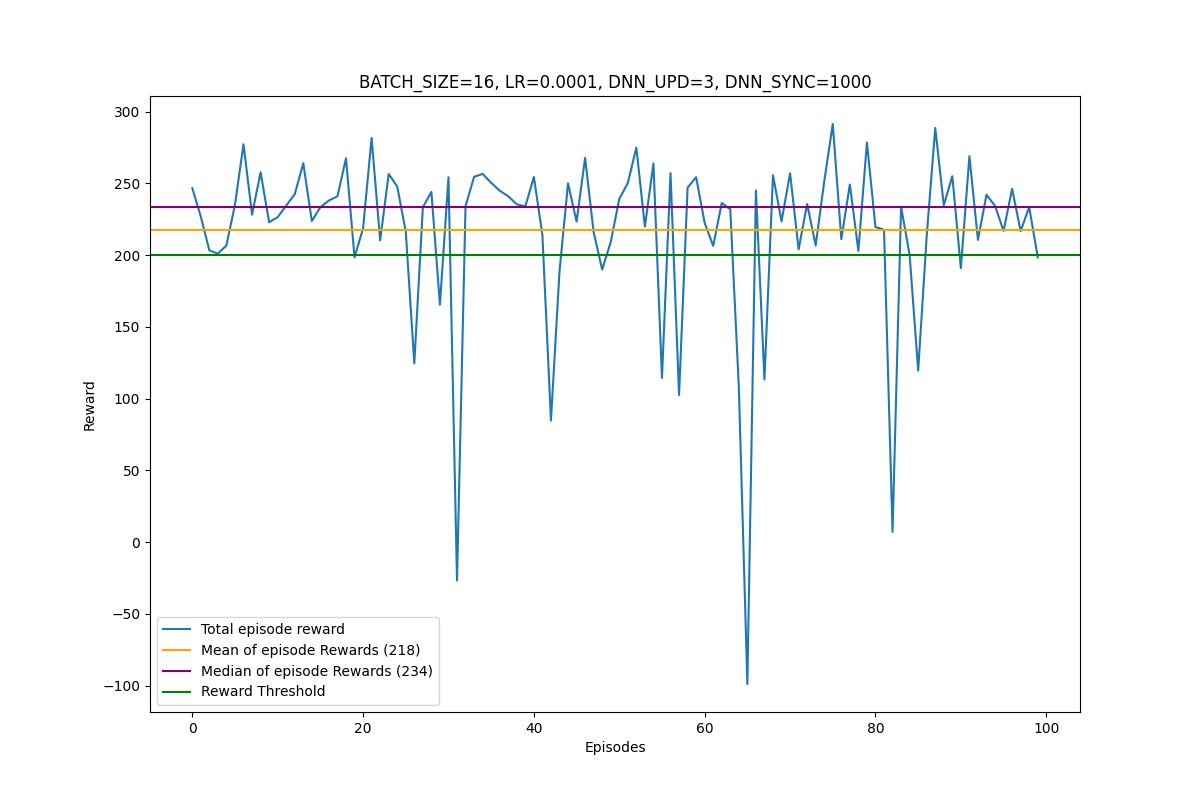 BATCH_SIZE=16, LR=0.0001, DNN_UPD=3, DNN_SYNC=1000
300
250
200
150
100
50
0
−50
−100
Reward
Total episode reward
Mean of episode Rewards (218)
Median of episode Rewards (234)
Reward Threshold
0 20 40 60 80 100
Episodes